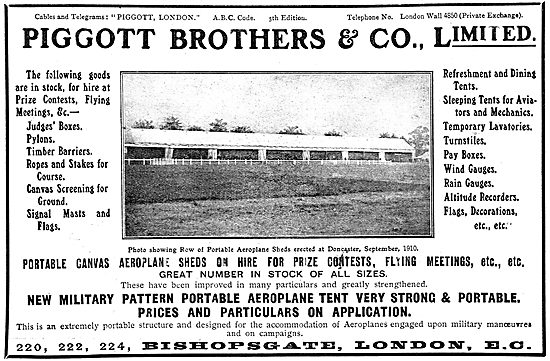 Cables and Telegrams: "PIGGOTT, LONDON." A.B.C. Code. 5th Edition. Telephone No. London Wall 4850 (Private Exchange).
PIGGOTT BROTHERS & CO., LIMITED.
The following goods
are in stock, for hire at
Prize Contests, Flying
Meetings, &c.—
Judges' Boxes.
Pylons.
Timber Barriers.
Ropes and Stakes for
Course.
Canvas Screening for
Ground.
Signal Masts and
Flags.
Refreshment and Dining
Tents.
Sleeping Tents for Avia-
tors and Mechanics.
Temporary Lavatories.
Turnstiles.
Pay Boxes.
Wind Gauges.
Rain Gauges.
Altitude Recorders.
Flags, Decorations,
etc., etc.
Photo showing Row of Portable Aeroplane Sheds erected at Doncaster, September, 1910.
PORTABLE CANVAS AEROPLANE SHEDS ON HIRE FOR PRIZE CONTESTS, FLYING MEETINGS, etc., etc.
GREAT NUMBER IN STOCK OF ALL SIZES.
These have been improved in many particulars and greatly strengthened.
NEW MILITARY PATTERN PORTABLE AEROPLANE TENT VERY STRONG & PORTABLE.
PRICES AND PARTICULARS ON APPLICATION.
This is an extremely portable structure and designed for the accommodation of Aeroplanes engaged upon military manœuvres
and on campaigns.
220, 222, 224, BISHOPSGATE, LONDON, E.C.